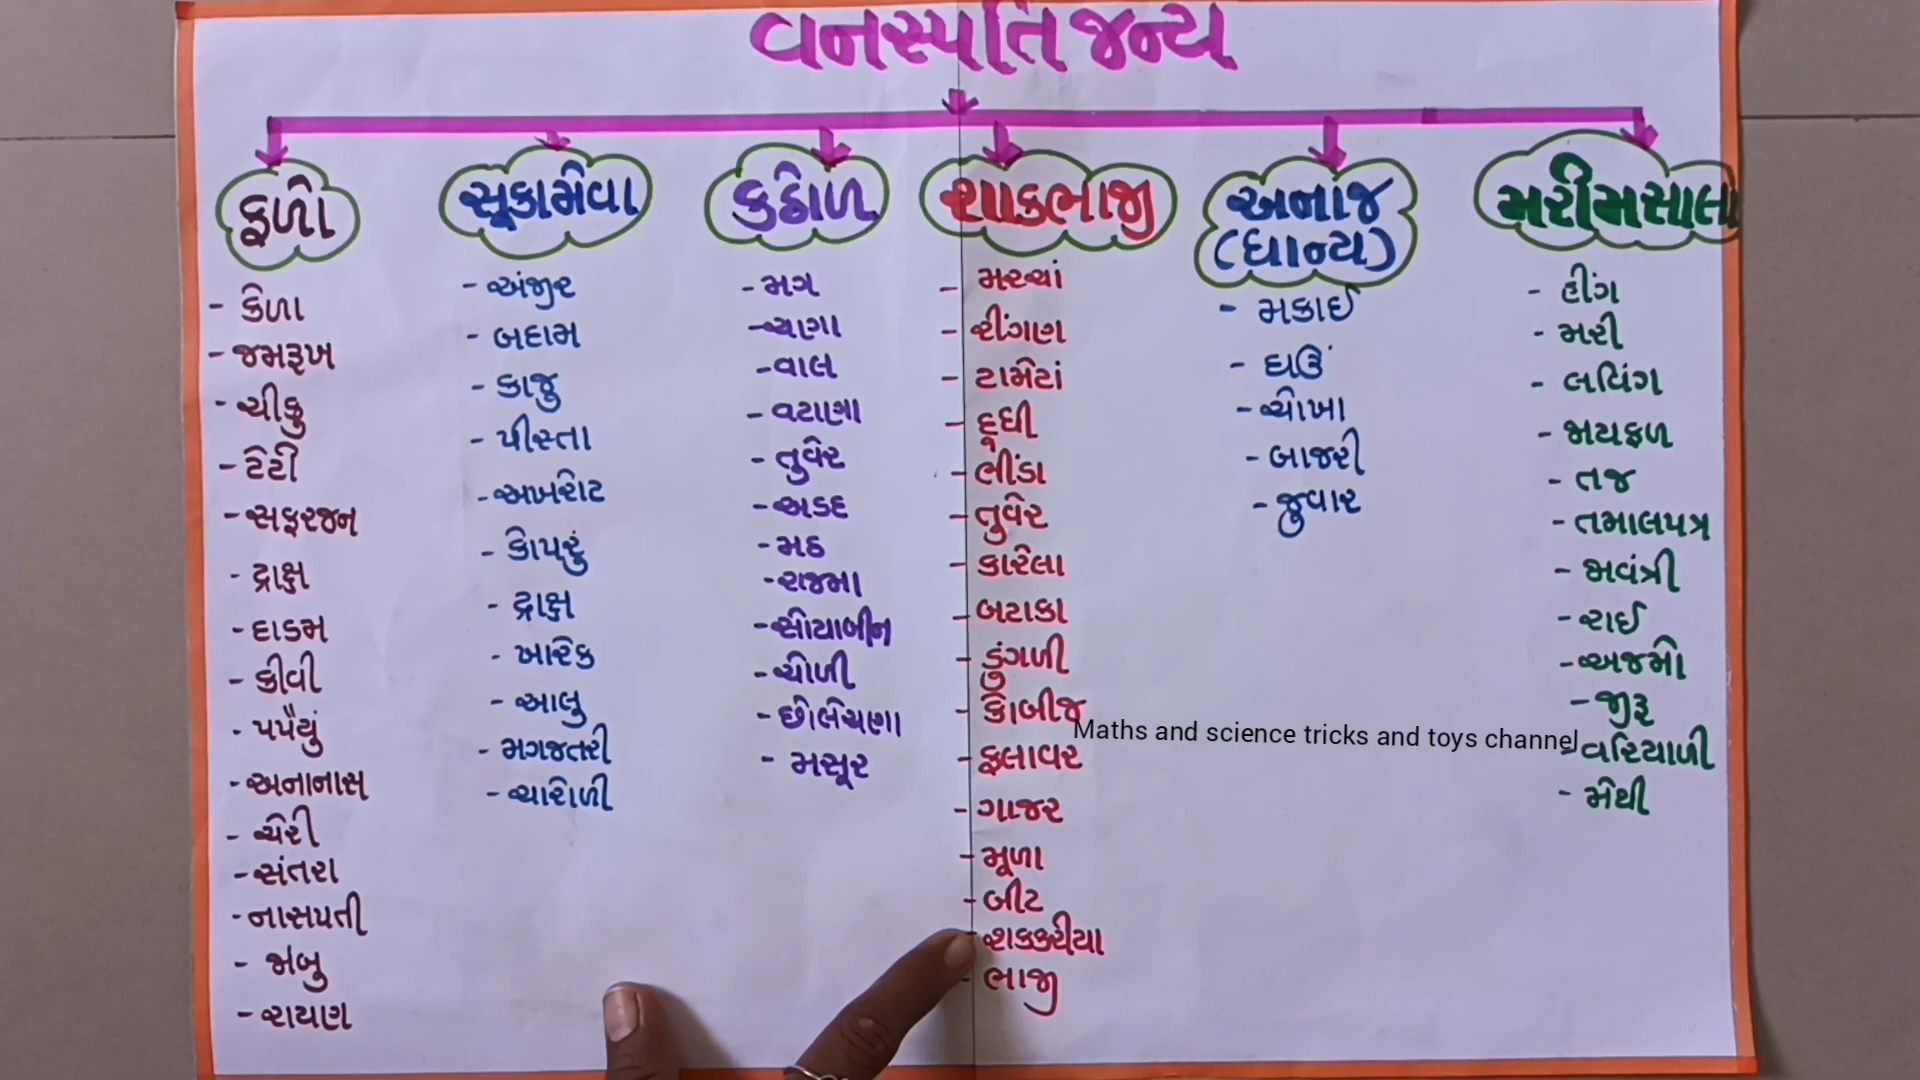 વનસ્પતિ જન્ય
ફળો
- કેળા
- જમરૂખ
- ચીકુ
- ટેટી
- સફરજન
- દ્રાક્ષ
- દાડમ
- કીવી
- પપૈયું
- અનાનાસ
- ચેરી
- સંતરા
- નાસપતી
- જાંબુ
- રાયણ
સૂકામેવા
- અંજીર
- બદામ
- કાજુ
- પીસ્તા
- અખરોટ
- કોપરું
- દ્રાક્ષ
- ખારેક
- આલુ
- મગજતરી
- ચારોળી
કઠોળ
- મગ
- ચણા
- વાલ
- વટાણા
- તુવેર
- અડદ
- મઠ
- રાજમા
- સોયાબીન
- ચોળી
- છોલેચણા
- મસૂર
શાકભાજી
- મરચાં
- રીંગણ
- ટામેટાં
- દૂધી
- ભીંડા
- તુવેર
- કારેલા
- બટાકા
- ડુંગળી
- કોબીજ
- ફલાવર
- ગાજર
- મૂળા
- બીટ
- શકકરીયા
- ભાજી
અનાજ
(ધાન્ય)
- મકાઈ
- ઘઉં
- ચોખા
- બાજરી
- જુવાર
મરીમસાલા
- હીંગ
- મરી
- લવિંગ
- જાયફળ
- તજ
- તમાલપત્ર
- જાવંત્રી
- રાઈ
- અજમો
- જીરૂ
- વરિયાળી
- મેથી
Maths and science tricks and toys channel